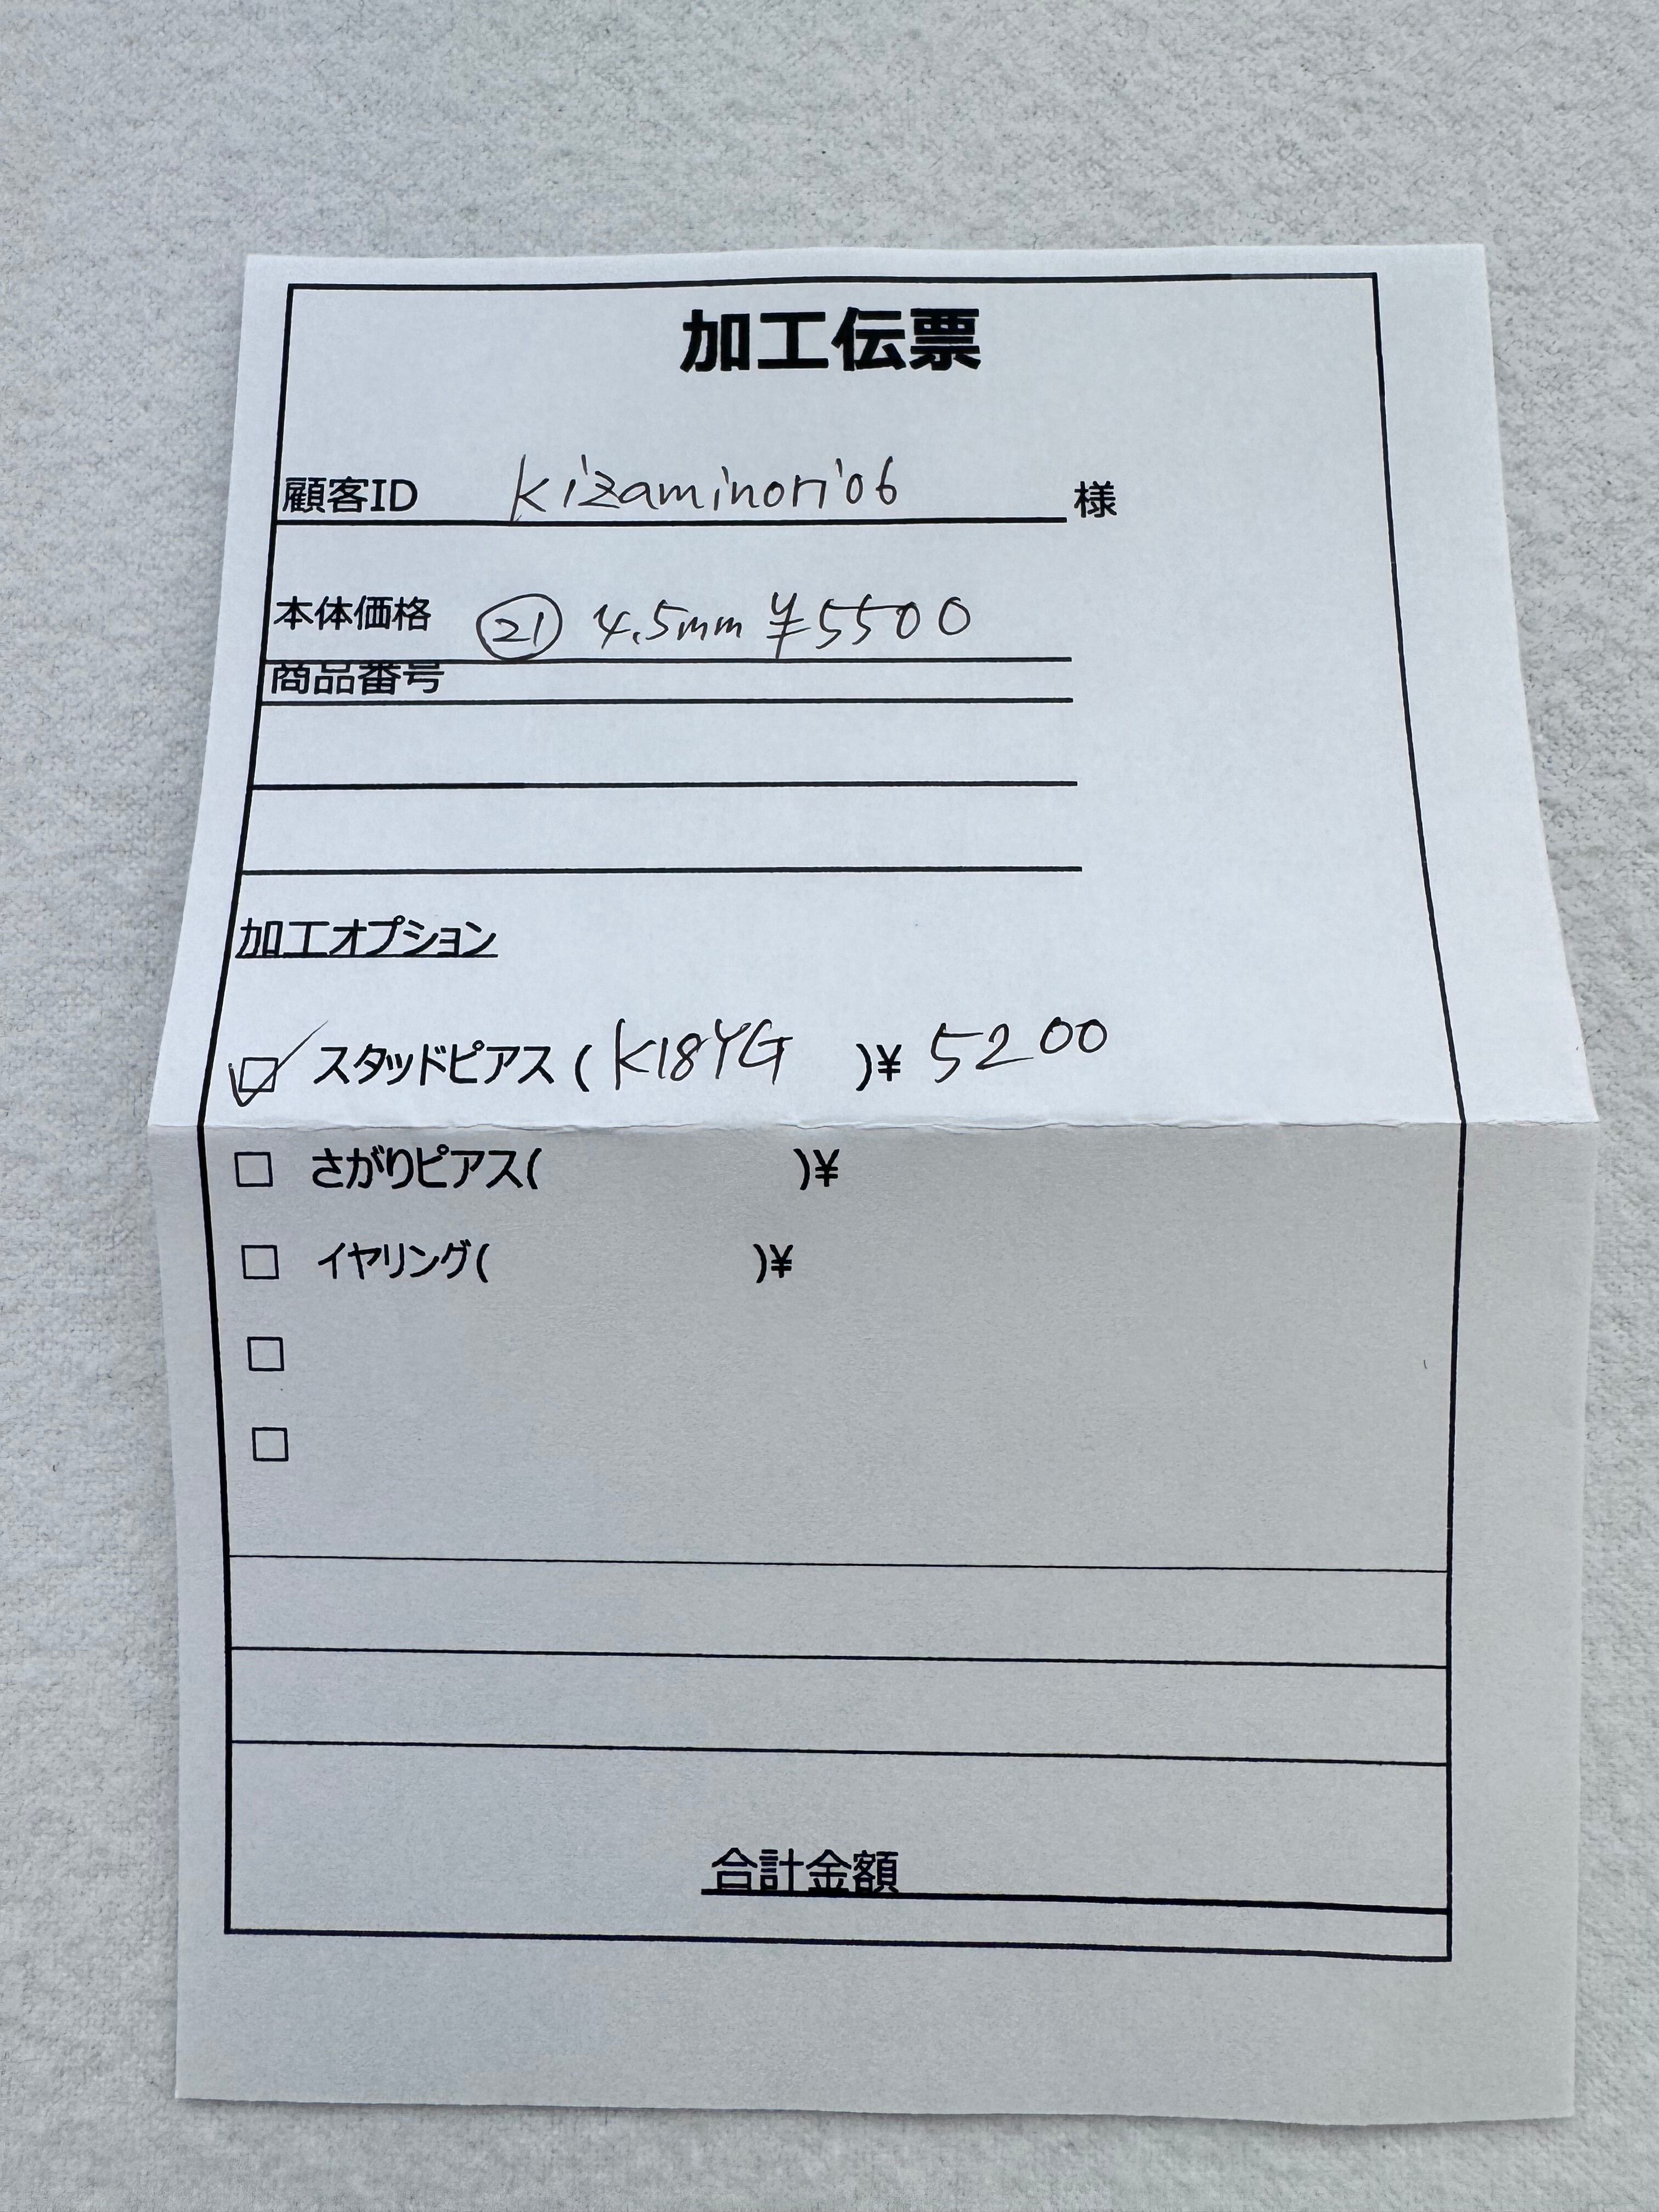 加工伝票
顧客ID kizaminori06 様
本体価格 ㉑ 4.5mm ¥5500
商品番号
加工オプション
☑ スタッドピアス ( K18YG )¥ 5200
□ さがりピアス( )¥
□ イヤリング( )¥
□
□
合計金額